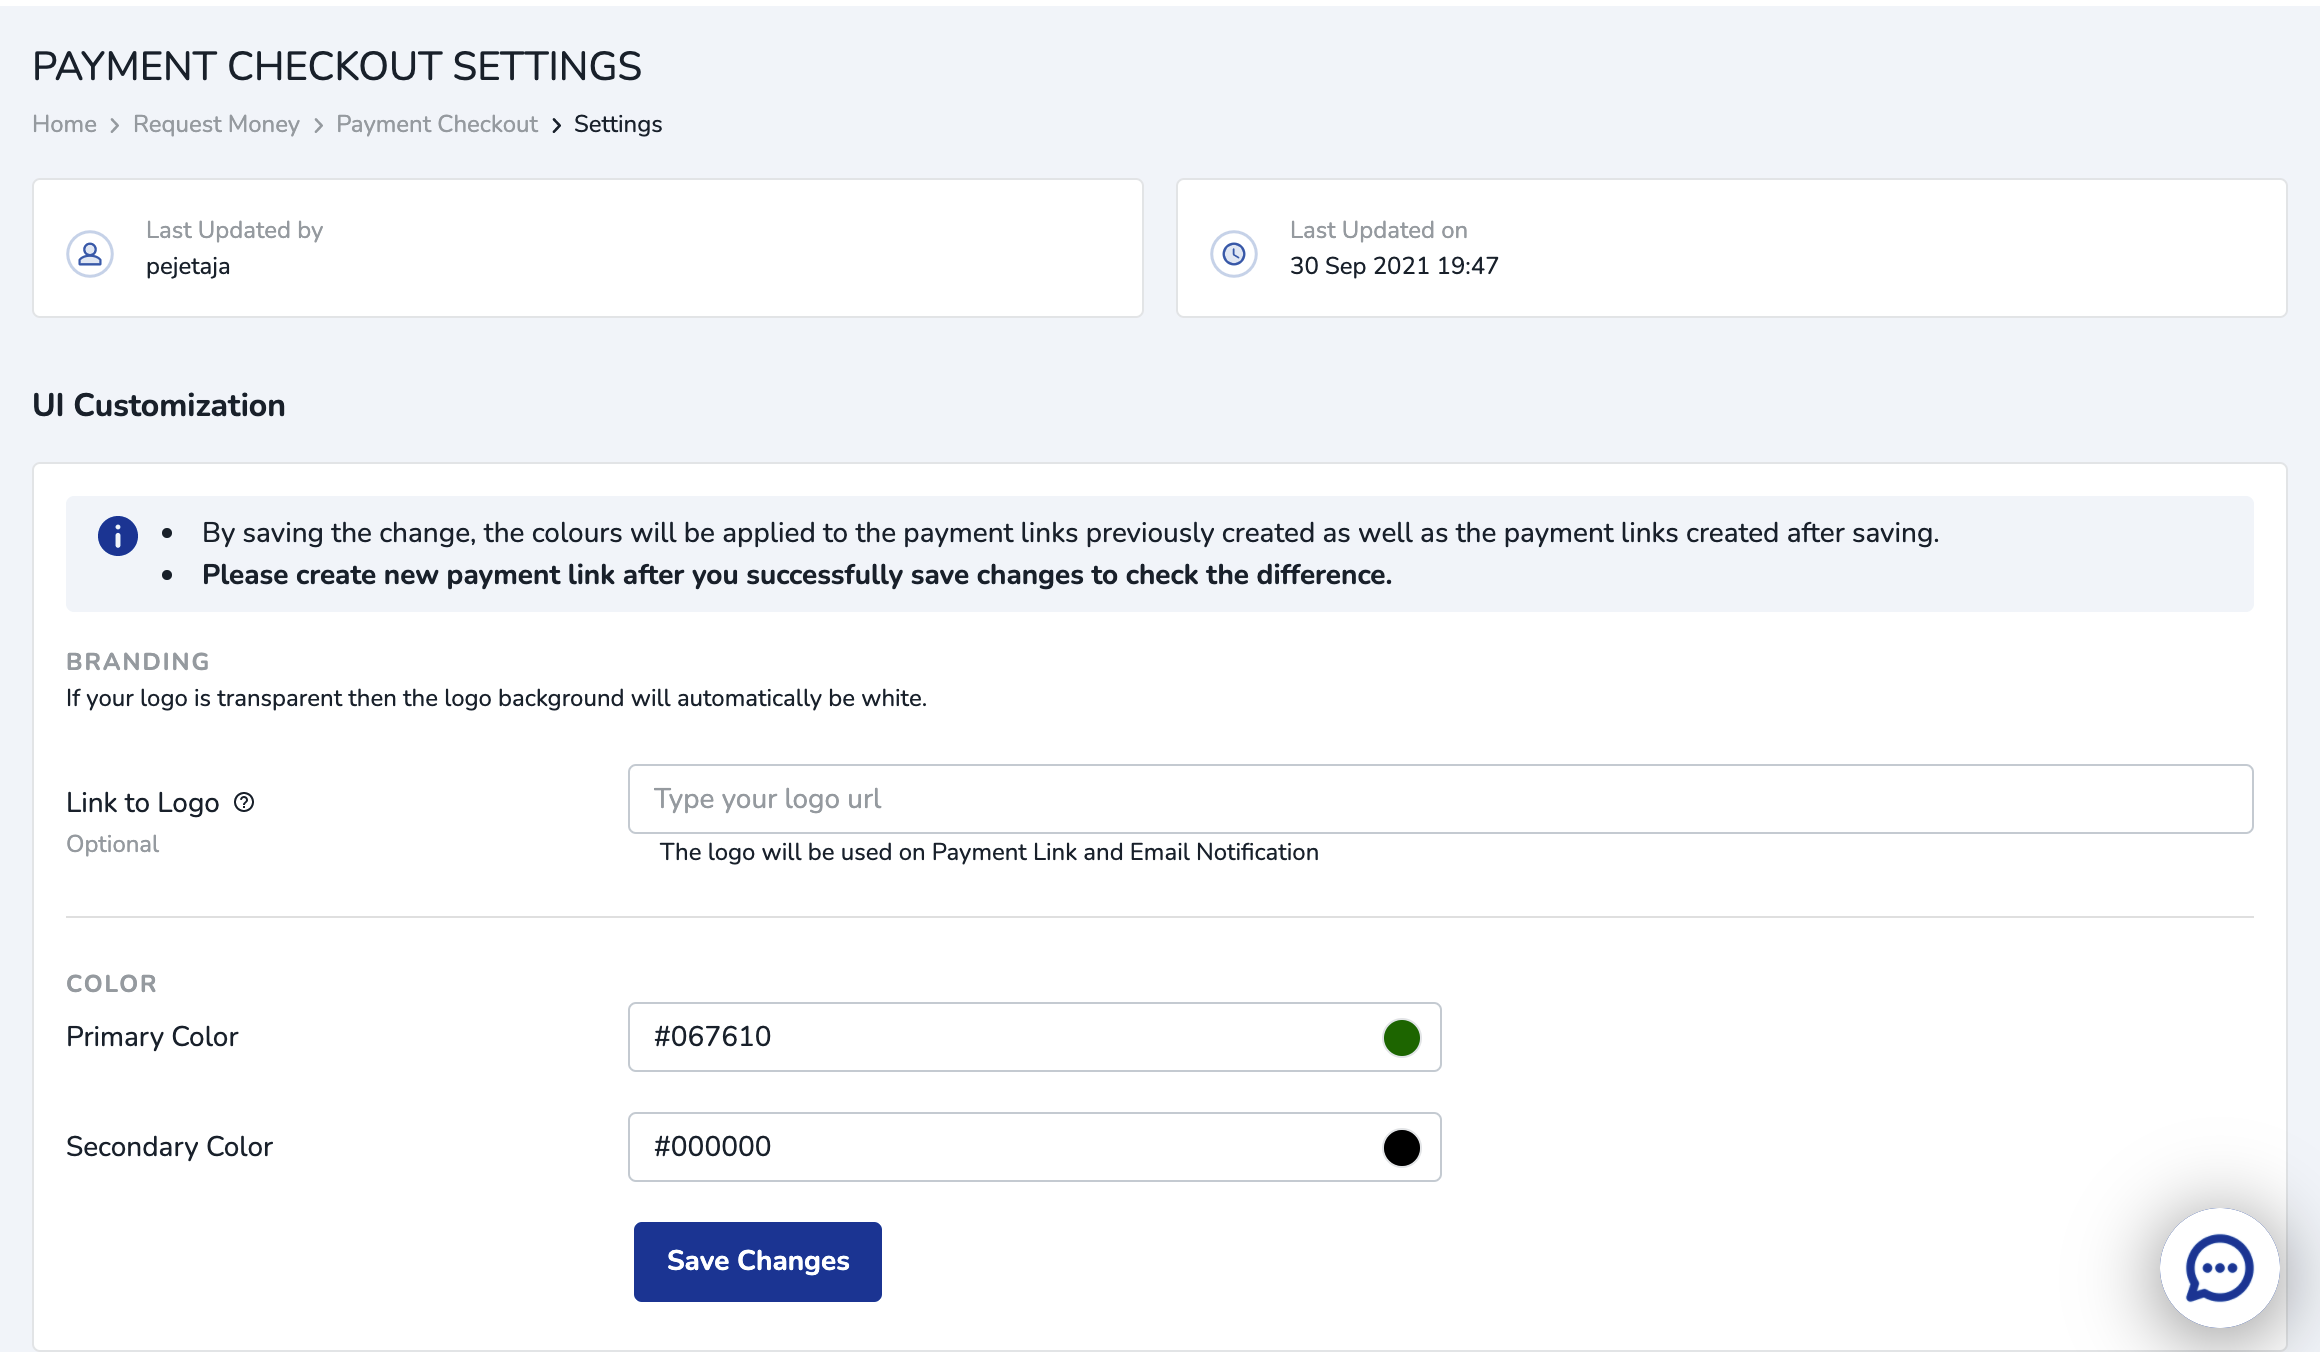 PAYMENT CHECKOUT SETTINGS
Home > Request Money > Payment Checkout > Settings
Last Updated by
pejetaja
Last Updated on
30 Sep 2021 19:47
UI Customization
• By saving the change, the colours will be applied to the payment links previously created as well as the payment links created after saving.
• Please create new payment link after you successfully save changes to check the difference.
BRANDING
If your logo is transparent then the logo background will automatically be white.
Link to Logo
Optional
Type your logo url
The logo will be used on Payment Link and Email Notification
COLOR
Primary Color
#067610
Secondary Color
#000000
Save Changes